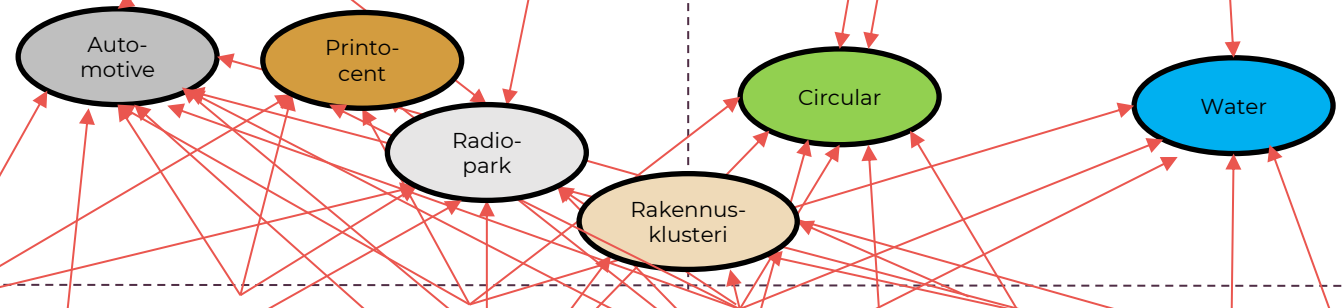 Auto-
motive
Printo-
cent
Radio-
park
Rakennus-
klusteri
Circular
Water